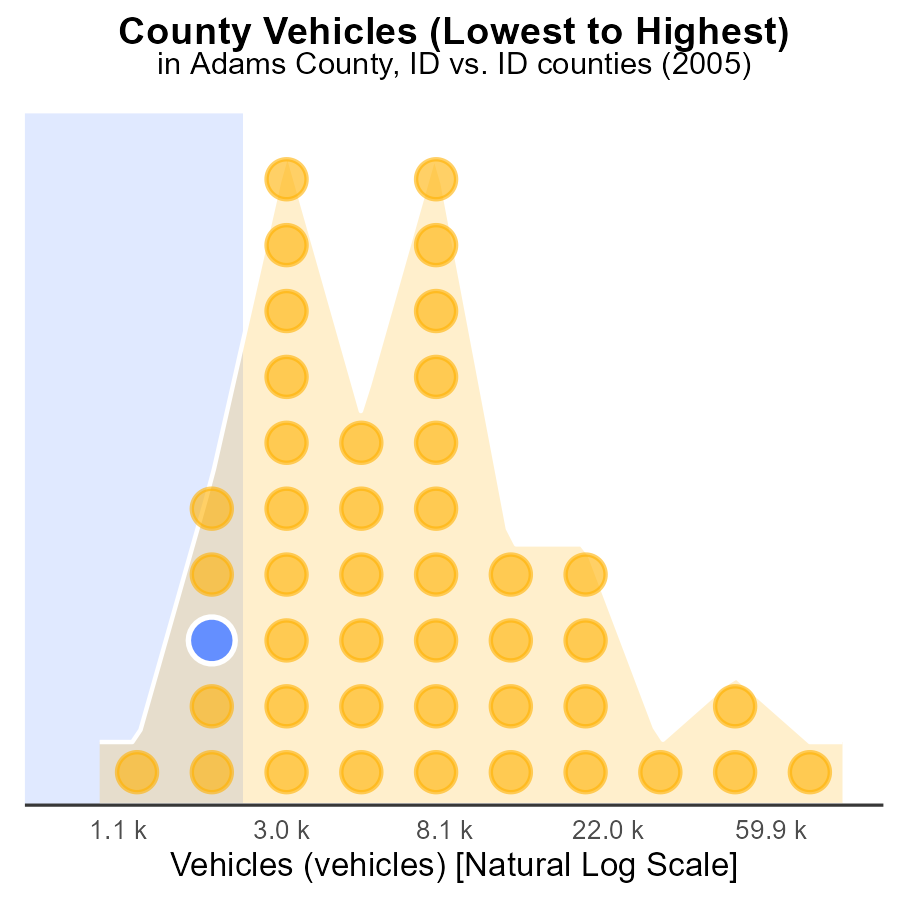 County Vehicles (Lowest to Highest)
in Adams County, ID vs. ID counties (2005)
1.1 k 3.0 k 8.1 k 22.0 k 59.9 k
Vehicles (vehicles) [Natural Log Scale]